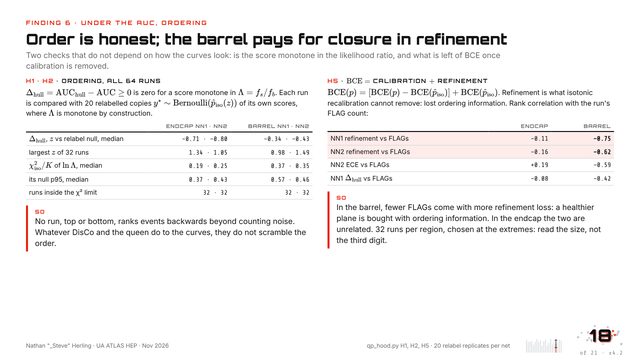 FINDING 6 · UNDER THE AUC, ORDERING
Order is honest; the barrel pays for closure in refinement
Two checks that do not depend on how the curves look: is the score monotone in the likelihood ratio, and what is left of BCE once
calibration is removed.
H1 · H2 · ORDERING, ALL 64 RUNS
Δhull = AUChull − AUC ≥ 0 is zero for a score monotone in Λ = fs/fb. Each run
is compared with 20 relabelled copies y* ∼ Bernoulli(p̂iso(z)) of its own scores,
where Λ is monotone by construction.
ENDCAP NN1 · NN2 BARREL NN1 · NN2
Δhull, z vs relabel null, median -0.71 · -0.80 -0.34 · -0.43
largest z of 32 runs 1.34 · 1.05 0.98 · 1.49
χ²iso/K of ln Λ, median 0.19 · 0.25 0.37 · 0.35
its null p95, median 0.37 · 0.43 0.57 · 0.46
runs inside the χ² limit 32 · 32 32 · 32
SO
No run, top or bottom, ranks events backwards beyond counting noise.
Whatever DisCo and the queen do to the curves, they do not scramble the
order.
H5 · BCE = CALIBRATION + REFINEMENT
BCE(p) = [BCE(p) − BCE(p̂iso)] + BCE(p̂iso). Refinement is what isotonic
recalibration cannot remove: lost ordering information. Rank correlation with the run's
FLAG count:
ENDCAP BARREL
NN1 refinement vs FLAGs -0.11 -0.75
NN2 refinement vs FLAGs -0.16 -0.62
NN2 ECE vs FLAGs +0.19 -0.59
NN1 Δhull vs FLAGs -0.08 -0.42
SO
In the barrel, fewer FLAGs come with more refinement loss: a healthier
plane is bought with ordering information. In the endcap the two are
unrelated. 32 runs per region, chosen at the extremes: read the size, not
the third digit.
Nathan "_Steve" Herling · UA ATLAS HEP · Nov 2026
qp_hood.py H1, H2, H5 · 20 relabel replicates per net
18
of 21 · r4.2